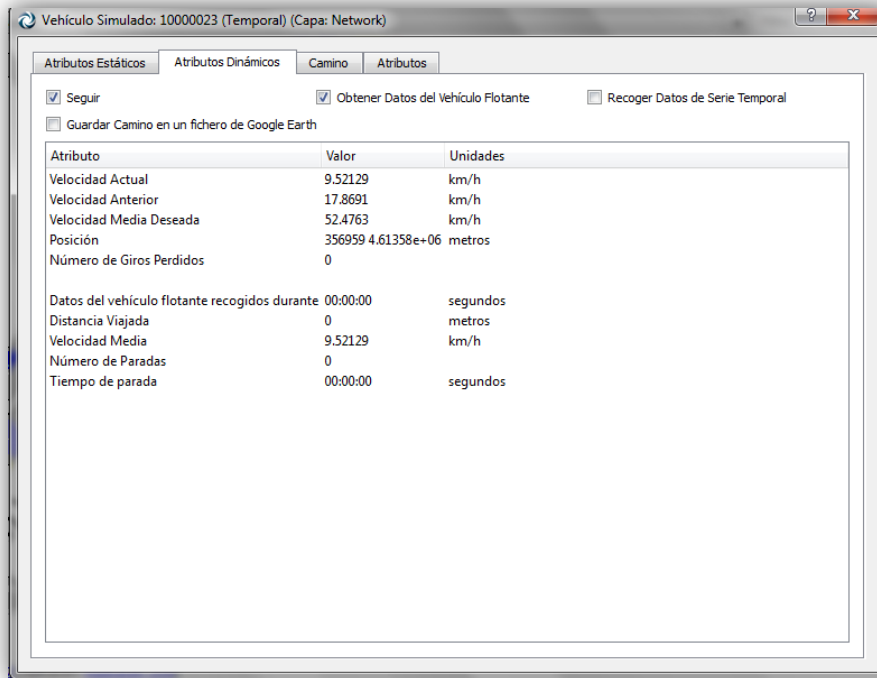 Vehículo Simulado: 10000023 (Temporal) (Capa: Network)
Atributos Estáticos Atributos Dinámicos Camino Atributos
Seguir Obtener Datos del Vehículo Flotante Recoger Datos de Serie Temporal
Guardar Camino en un fichero de Google Earth
Atributo Valor Unidades
Velocidad Actual 9.52129 km/h
Velocidad Anterior 17.8691 km/h
Velocidad Media Deseada 52.4763 km/h
Posición 356959 4.61358e+06 metros
Número de Giros Perdidos 0
Datos del vehículo flotante recogidos durante 00:00:00 segundos
Distancia Viajada 0 metros
Velocidad Media 9.52129 km/h
Número de Paradas 0
Tiempo de parada 00:00:00 segundos